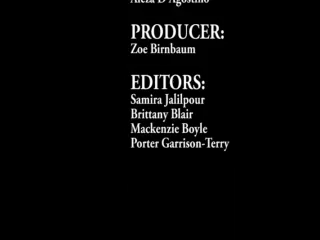 PRODUCER:
Zoe Birnbaum
EDITORS:
Samira Jalilpour
Brittany Blair
Mackenzie Boyle
Porter Garrison-Terry